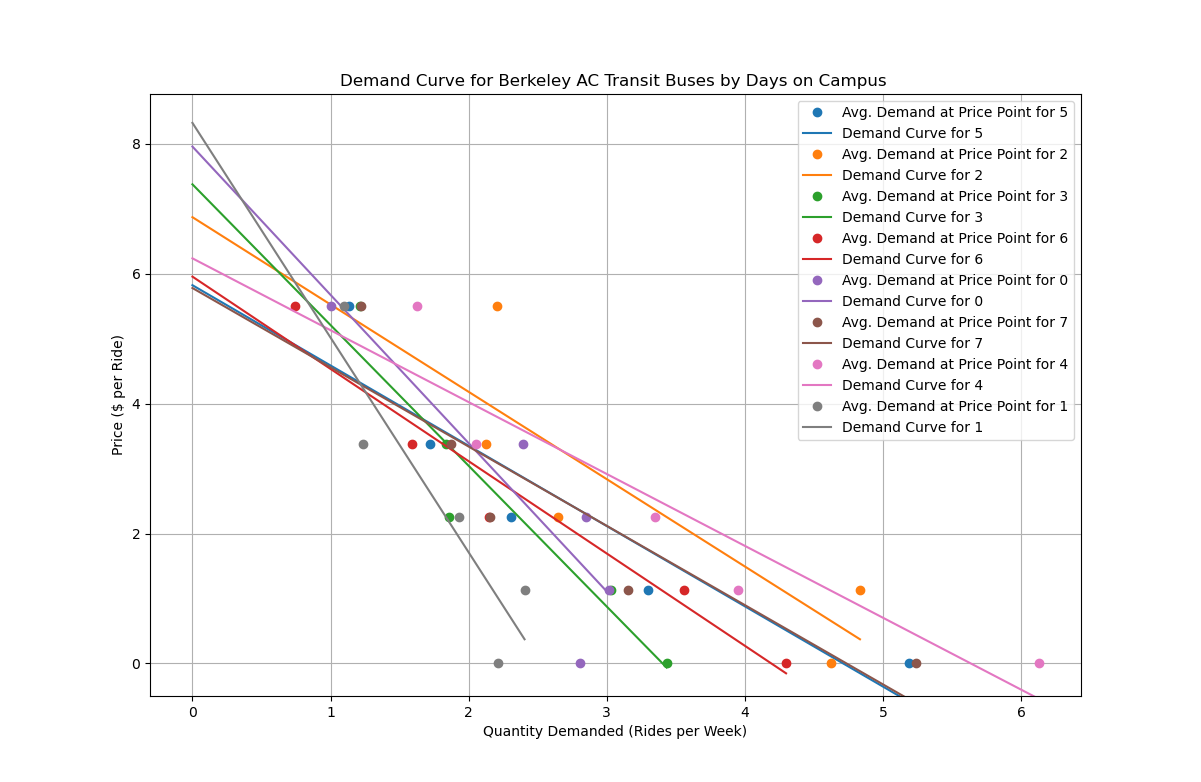 Demand Curve for Berkeley AC Transit Buses by Days on Campus
Avg. Demand at Price Point for 5
Demand Curve for 5
Avg. Demand at Price Point for 2
Demand Curve for 2
Avg. Demand at Price Point for 3
Demand Curve for 3
Avg. Demand at Price Point for 6
Demand Curve for 6
Avg. Demand at Price Point for 0
Demand Curve for 0
Avg. Demand at Price Point for 7
Demand Curve for 7
Avg. Demand at Price Point for 4
Demand Curve for 4
Avg. Demand at Price Point for 1
Demand Curve for 1
Price ($ per Ride)
8
6
4
2
0
0 1 2 3 4 5 6
Quantity Demanded (Rides per Week)